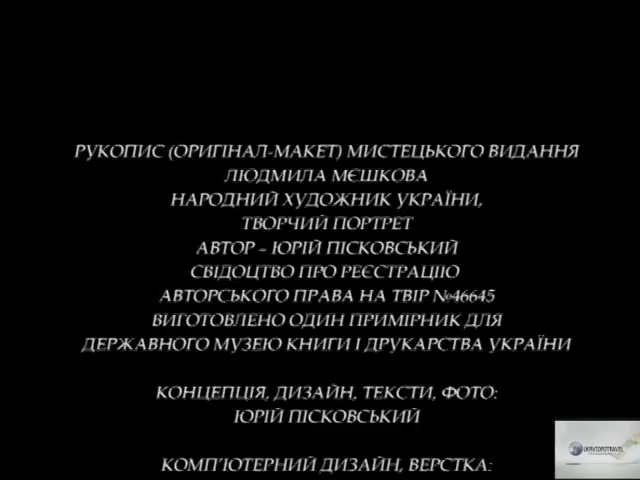 РУКОПИС (ОРИГІНАЛ-МАКЕТ) МИСТЕЦЬКОГО ВИДАННЯ
ЛЮДМИЛА МЄШКОВА
НАРОДНИЙ ХУДОЖНИК УКРАЇНИ,
ТВОРЧИЙ ПОРТРЕТ
АВТОР – ЮРІЙ ПІСКОВСЬКИЙ
СВІДОЦТВО ПРО РЕЄСТРАЦІЮ
АВТОРСЬКОГО ПРАВА НА ТВІР №46645
ВИГОТОВЛЕНО ОДИН ПРИМІРНИК ДЛЯ
ДЕРЖАВНОГО МУЗЕЮ КНИГИ І ДРУКАРСТВА УКРАЇНИ
КОНЦЕПЦІЯ, ДИЗАЙН, ТЕКСТИ, ФОТО:
ЮРІЙ ПІСКОВСЬКИЙ
КОМП'ЮТЕРНИЙ ДИЗАЙН, ВЕРСТКА: